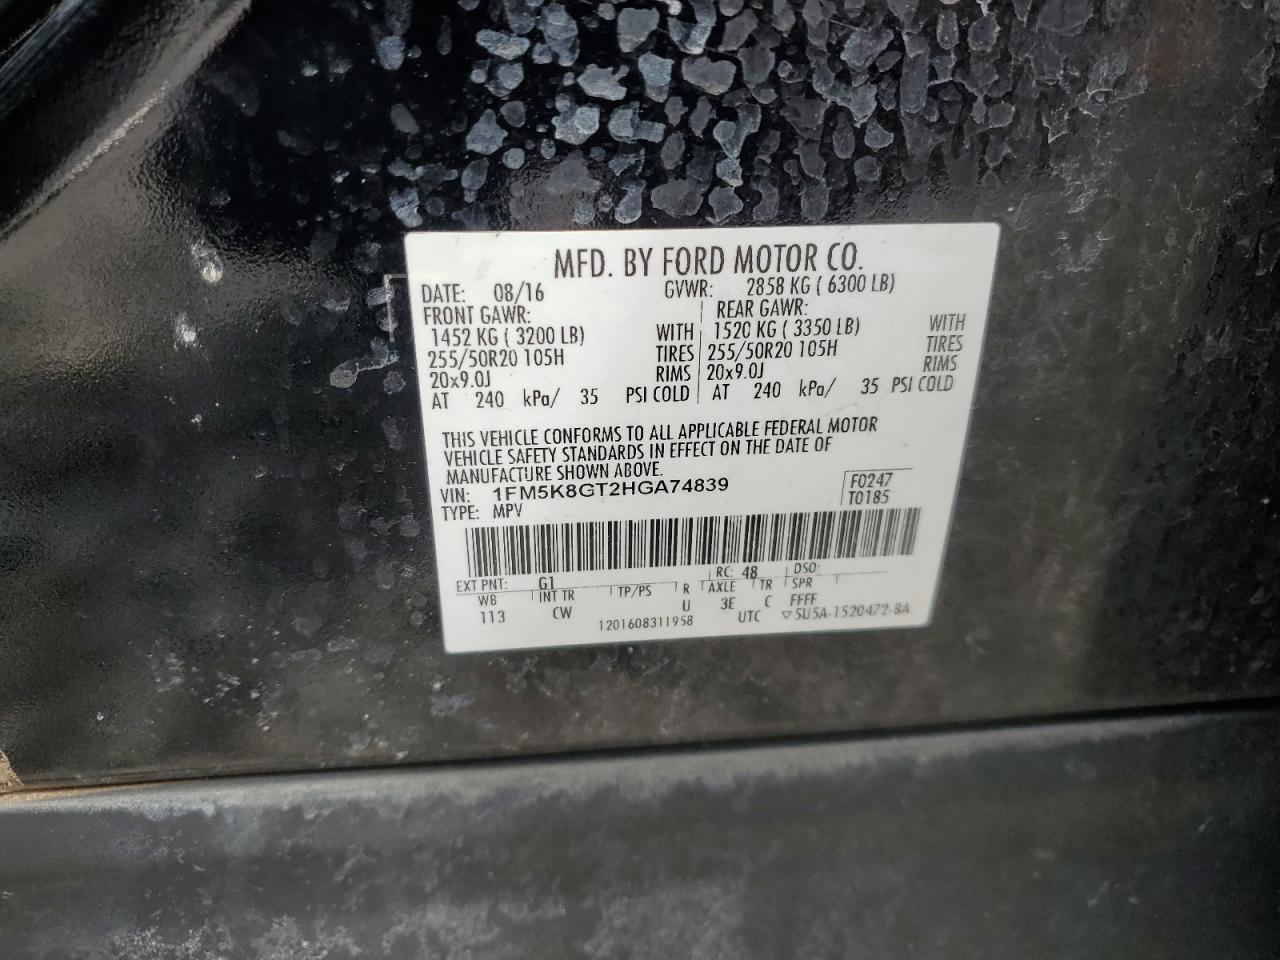 MFD. BY FORD MOTOR CO.
DATE: 08/16 GVWR: 2858 KG ( 6300 LB)
FRONT GAWR: REAR GAWR:
1452 KG ( 3200 LB) WITH 1520 KG ( 3350 LB) WITH
255/50R20 105H TIRES 255/50R20 105H TIRES
20x9.0J RIMS 20x9.0J RIMS
AT 240 kPa/ 35 PSI COLD AT 240 kPa/ 35 PSI COLD
THIS VEHICLE CONFORMS TO ALL APPLICABLE FEDERAL MOTOR
VEHICLE SAFETY STANDARDS IN EFFECT ON THE DATE OF
MANUFACTURE SHOWN ABOVE.
VIN: 1FM5K8GT2HGA74839 F0247
TYPE: MPV T0185
EXT PNT: G1 RC: 48 DSO:
WB INT TR TP/PS R AXLE TR SPR
113 CW U 3E C FFFF
1201608311958 UTC ▽5U5A-1520472-BA